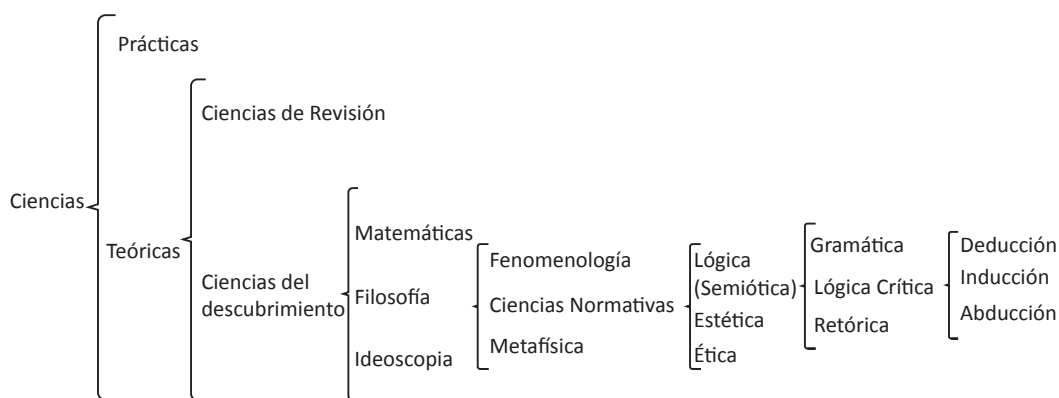 Ciencias
Prácticas
Teóricas
Ciencias de Revisión
Ciencias del
descubrimiento
Matemáticas
Filosofía
Ideoscopia
Fenomenología
Ciencias Normativas
Metafísica
Lógica
(Semiótica)
Estética
Ética
Gramática
Lógica Crítica
Retórica
Deducción
Inducción
Abducción